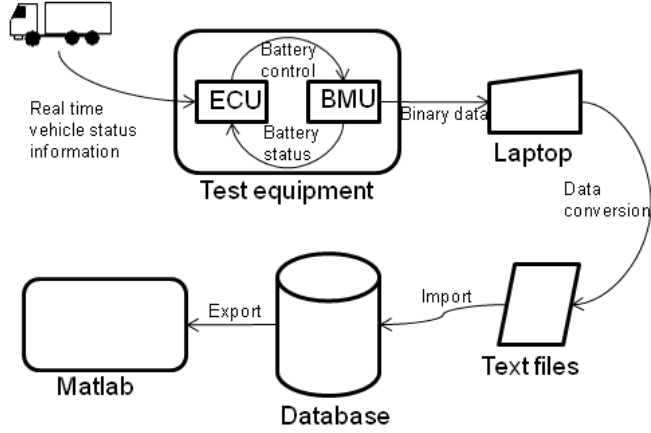 Battery
control
ECU
BMU
Battery
status
Real time
vehicle status
information
Test equipment
Binary data
Laptop
Data
conversion
Text files
Import
Database
Export
Matlab